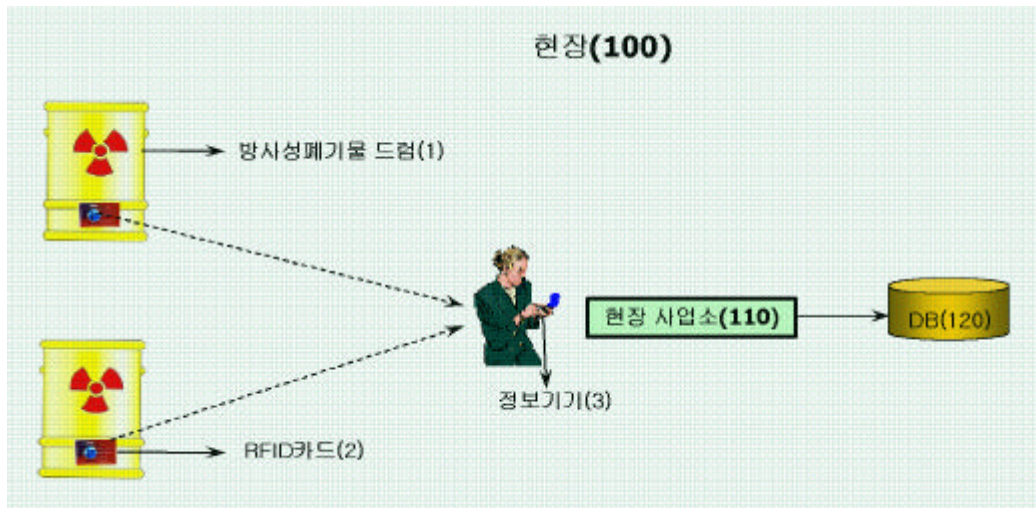 현장(100)
방사성폐기물 드럼(1)
현장 사업소(110)
DB(120)
정보기기(3)
RFID카드(2)